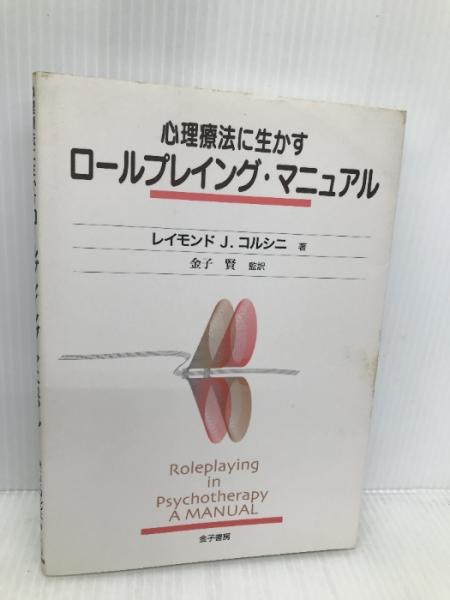 心理療法に生かす
ロールプレイング・マニュアル
レイモンド J. コルシニ 著
金子 賢 監訳
Roleplaying
in
Psychotherapy
A MANUAL
金子書房